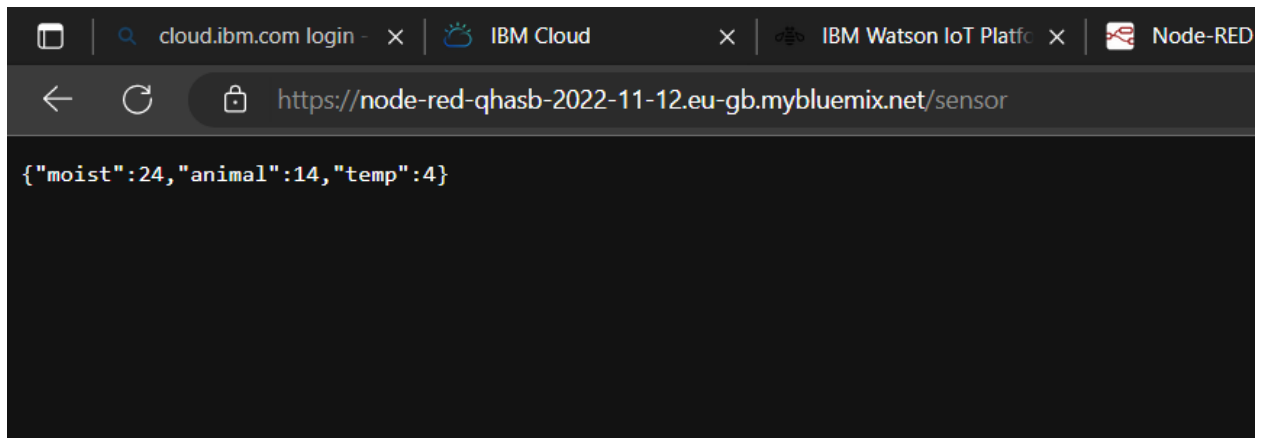 cloud.ibm.com login - IBM Cloud IBM Watson IoT Platfo Node-RED
https://node-red-qhasb-2022-11-12.eu-gb.mybluemix.net/sensor
{"moist":24,"animal":14,"temp":4}